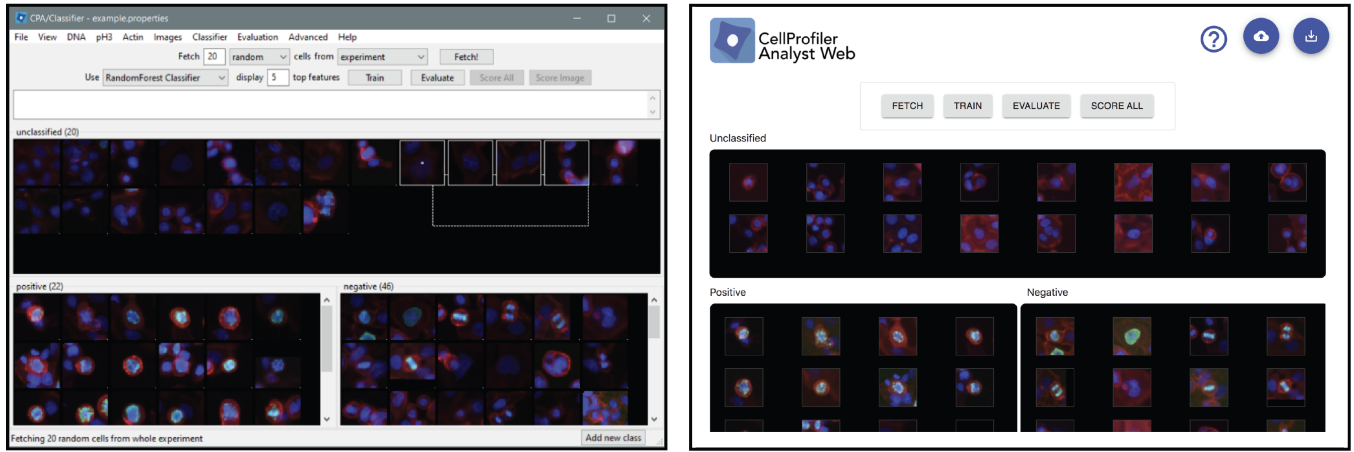 CPA/Classifier - example.properties
File View DNA pH3 Actin Images Classifier Evaluation Advanced Help
Fetch 20 random cells from experiment Fetch!
Use RandomForest Classifier display 5 top features Train Evaluate Score All Score Image
unclassified (20)
positive (22) negative (46)
Fetching 20 random cells from whole experiment Add new class
CellProfiler
Analyst Web
?
FETCH TRAIN EVALUATE SCORE ALL
Unclassified
Positive Negative